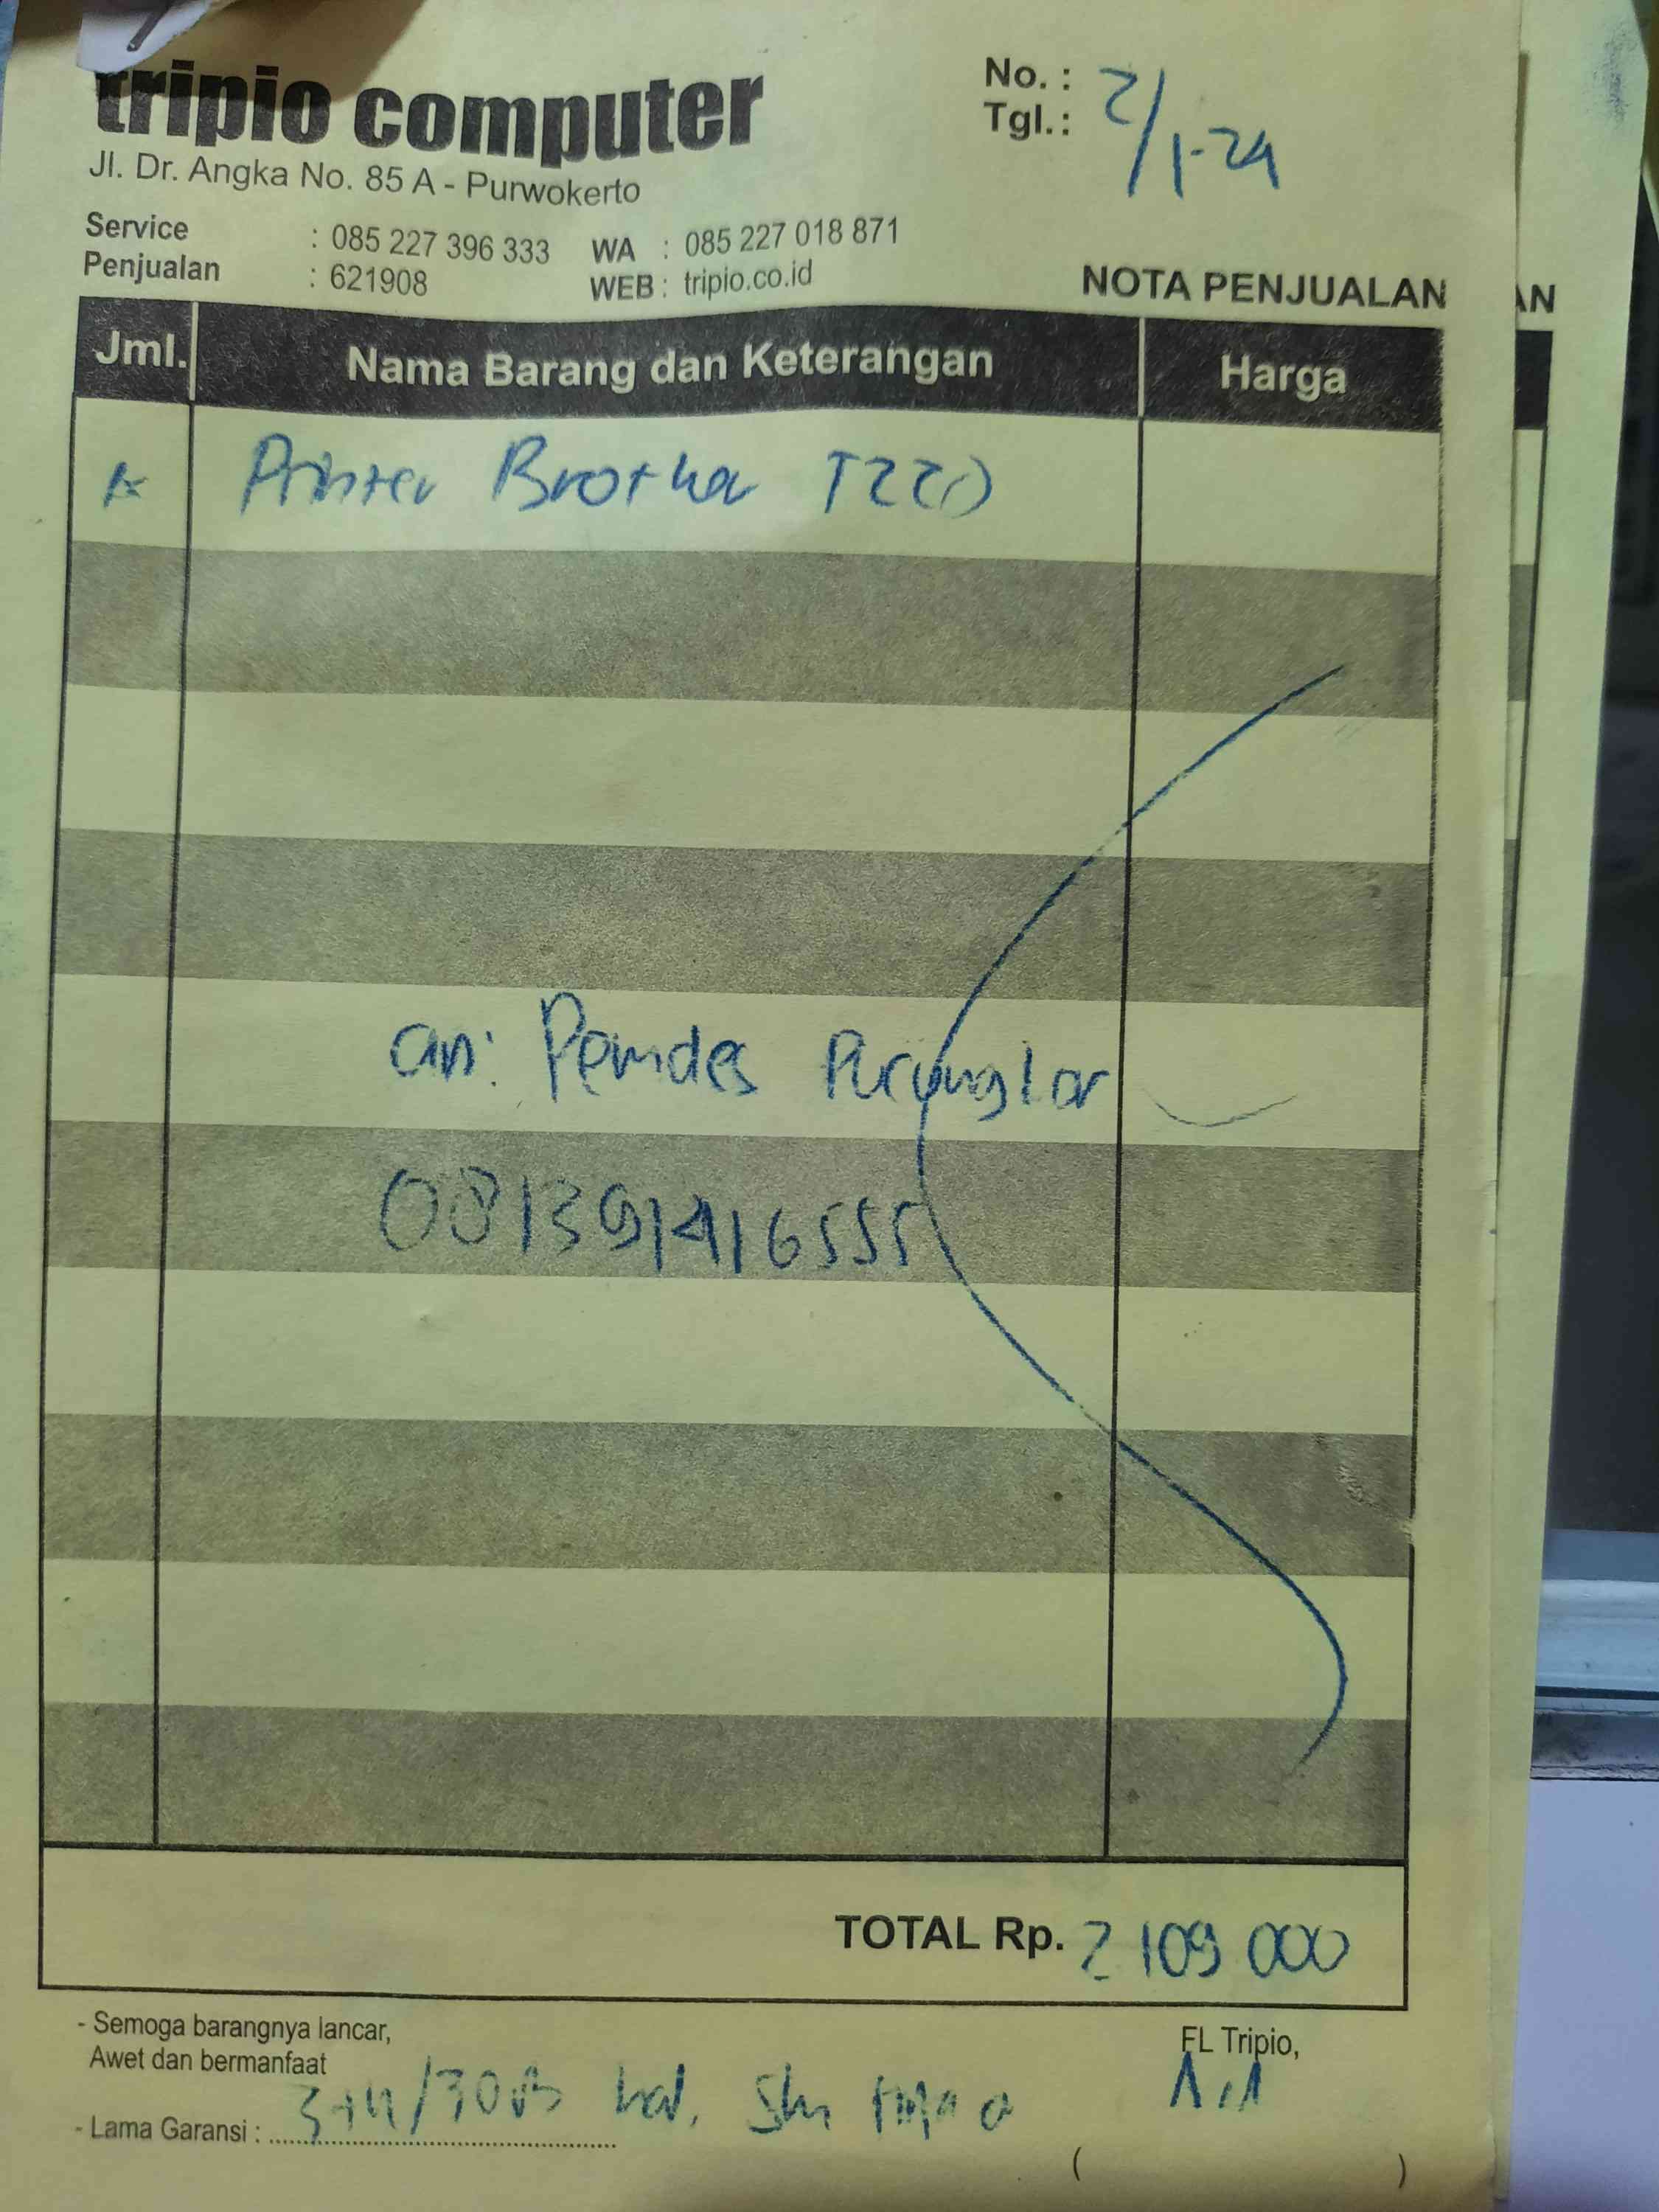 tripio computer
Jl. Dr. Angka No. 85 A - Purwokerto
Service : 085 227 396 333 WA : 085 227 018 871
Penjualan : 621908 WEB : tripio.co.id
No. :
Tgl. : 2/1-24
NOTA PENJUALAN
AN
Jml. Nama Barang dan Keterangan Harga
Printer Brother T220
an: Pemdes
081391416555
TOTAL Rp. 2 109 000
- Semoga barangnya lancar,
Awet dan bermanfaat
- Lama Garansi : 3 th/30
FL Tripio,
( )